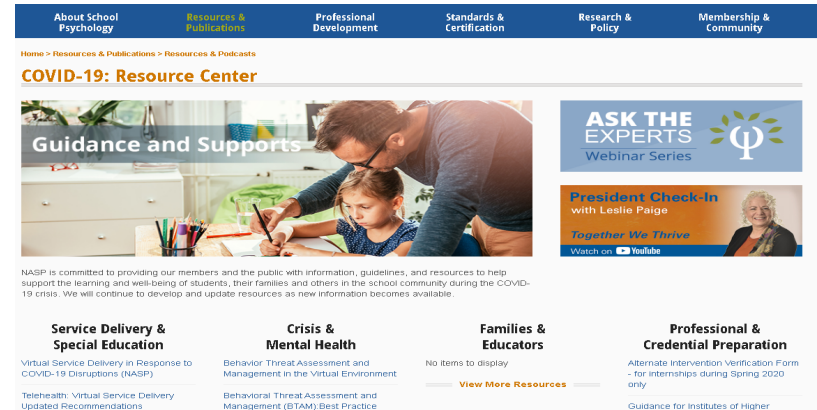 About School
Psychology
Resources &
Publications
Professional
Development
Standards &
Certification
Research &
Policy
Membership &
Community
Home > Resources & Publications > Resources & Podcasts
COVID-19: Resource Center
Guidance and Supports
ASK THE
EXPERTS
Webinar Series
President Check-In
with Leslie Paige
Together We Thrive
Watch on YouTube
NASP is committed to providing our members and the public with information, guidelines, and resources to help
support the learning and well-being of students, their families and others in the school community during the COVID-
19 crisis. We will continue to develop and update resources as new information becomes available.
Service Delivery &
Special Education
Virtual Service Delivery in Response to
COVID-19 Disruptions (NASP)
Telehealth: Virtual Service Delivery
Updated Recommendations
Crisis &
Mental Health
Behavior Threat Assessment and
Management in the Virtual Environment
Behavioral Threat Assessment and
Management (BTAM):Best Practice
Families &
Educators
No items to display
View More Resources
Professional &
Credential Preparation
Alternate Intervention Verification Form
- for internships during Spring 2020
only
Guidance for Institutes of Higher